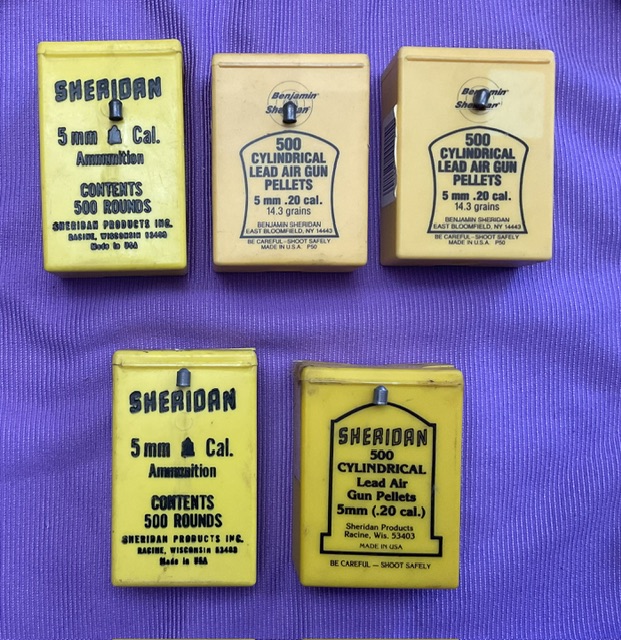 SHERIDAN
5mm Cal.
Ammunition
CONTENTS
500 ROUNDS
SHERIDAN PRODUCTS INC.
RACINE, WISCONSIN 53403
Made in USA
Benjamin
Sheridan
500
CYLINDRICAL
LEAD AIR GUN
PELLETS
5 mm .20 cal.
14.3 grains
BENJAMIN SHERIDAN
EAST BLOOMFIELD, NY 14443
BE CAREFUL-SHOOT SAFELY
MADE IN U.S.A. P50
Benjamin
Sheridan
500
CYLINDRICAL
LEAD AIR GUN
PELLETS
5 mm .20 cal.
14.3 grains
BENJAMIN SHERIDAN
EAST BLOOMFIELD, NY 14443
BE CAREFUL-SHOOT SAFELY
MADE IN U.S.A. P50
SHERIDAN
5mm Cal.
Ammunition
CONTENTS
500 ROUNDS
SHERIDAN PRODUCTS INC.
RACINE, WISCONSIN 53403
Made in USA
SHERIDAN
500
CYLINDRICAL
Lead Air
Gun Pellets
5mm (.20 cal.)
Sheridan Products
Racine, Wis. 53403
MADE IN USA
BE CAREFUL — SHOOT SAFELY